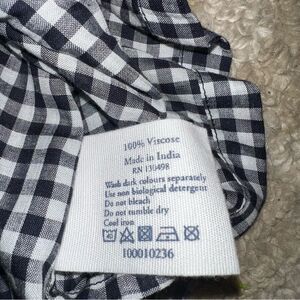 100% Viscose
Made in India
RN 130498
Wash dark colours separately
Use non biological detergent
Do not bleach
Do not tumble dry
Cool iron
100010236